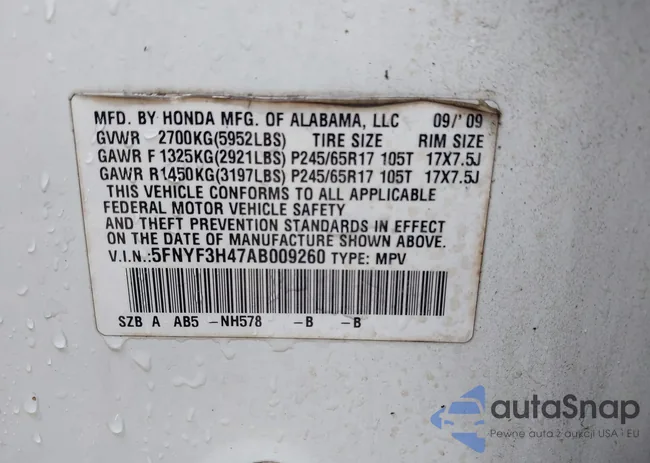 MFD. BY HONDA MFG. OF ALABAMA, LLC 09/'09
GVWR 2700KG(5952LBS) TIRE SIZE RIM SIZE
GAWR F 1325KG(2921LBS) P245/65R17 105T 17X7.5J
GAWR R1450KG(3197LBS) P245/65R17 105T 17X7.5J
THIS VEHICLE CONFORMS TO ALL APPLICABLE
FEDERAL MOTOR VEHICLE SAFETY
AND THEFT PREVENTION STANDARDS IN EFFECT
ON THE DATE OF MANUFACTURE SHOWN ABOVE.
V.I.N.:5FNYF3H47AB009260 TYPE: MPV
SZB A AB5 -NH578 -B -B
autaSnap
Pewne auta z aukcji USA i EU